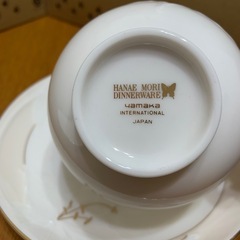 HANAE MORI
DINNERWARE
yamaka
INTERNATIONAL
JAPAN